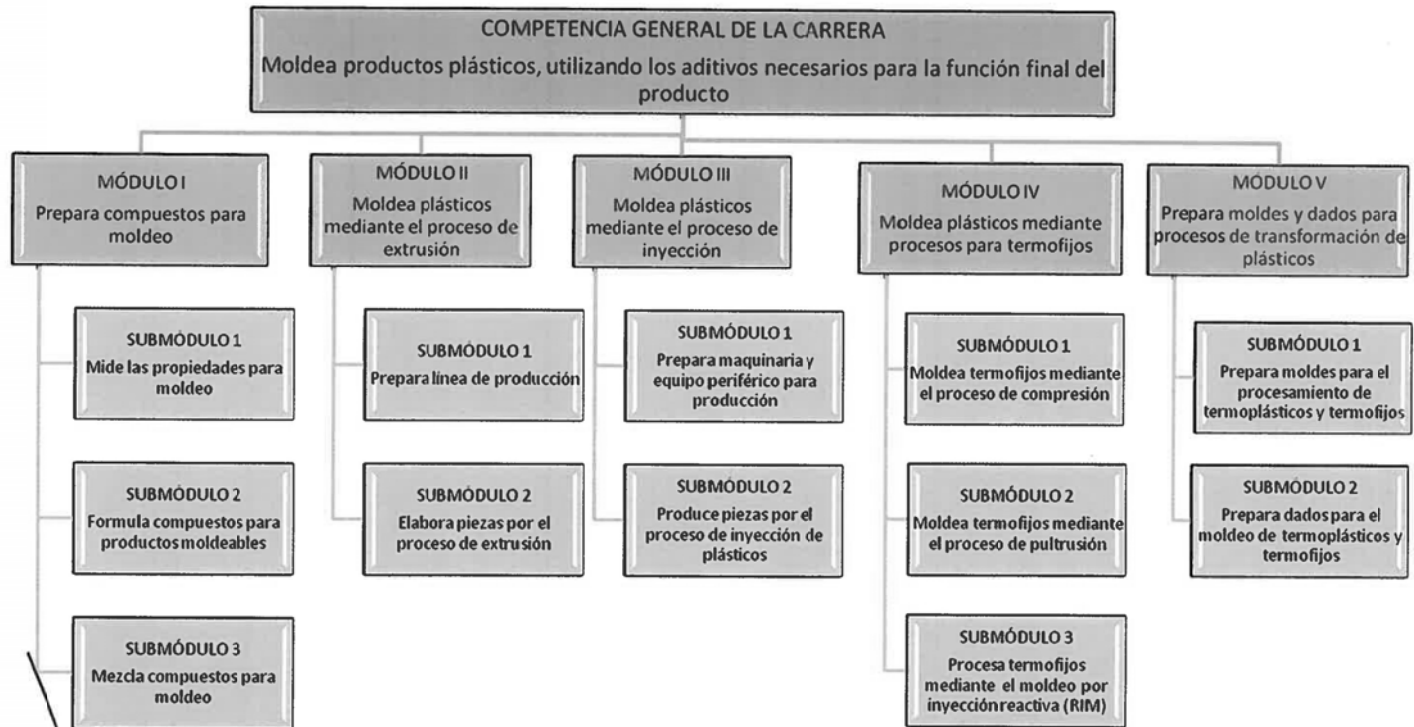 COMPETENCIA GENERAL DE LA CARRERA
Moldea productos plásticos, utilizando los aditivos necesarios para la función final del
producto
MÓDULO I
Prepara compuestos para
moldeo
SUBMÓDULO 1
Mide las propiedades para
moldeo
SUBMÓDULO 2
Formula compuestos para
productos moldeables
SUBMÓDULO 3
Mezcla compuestos para
moldeo
MÓDULO II
Moldea plásticos
mediante el proceso de
extrusión
SUBMÓDULO 1
Prepara línea de producción
SUBMÓDULO 2
Elabora piezas por el
proceso de extrusión
MÓDULO III
Moldea plásticos
mediante el proceso de
inyección
SUBMÓDULO 1
Prepara maquinaria y
equipo periférico para
producción
SUBMÓDULO 2
Produce piezas por el
proceso de inyección de
plásticos
MÓDULO IV
Moldea plásticos mediante
procesos para termofijos
SUBMÓDULO 1
Moldea termofijos mediante
el proceso de compresión
SUBMÓDULO 2
Moldea termofijos mediante
el proceso de pultrusión
SUBMÓDULO 3
Procesa termofijos
mediante el moldeo por
inyección reactiva (RIM)
MÓDULO V
Prepara moldes y dados para
procesos de transformación de
plásticos
SUBMÓDULO 1
Prepara moldes para el
procesamiento de
termoplásticos y termofijos
SUBMÓDULO 2
Prepara dados para el
moldeo de termoplásticos y
termofijos